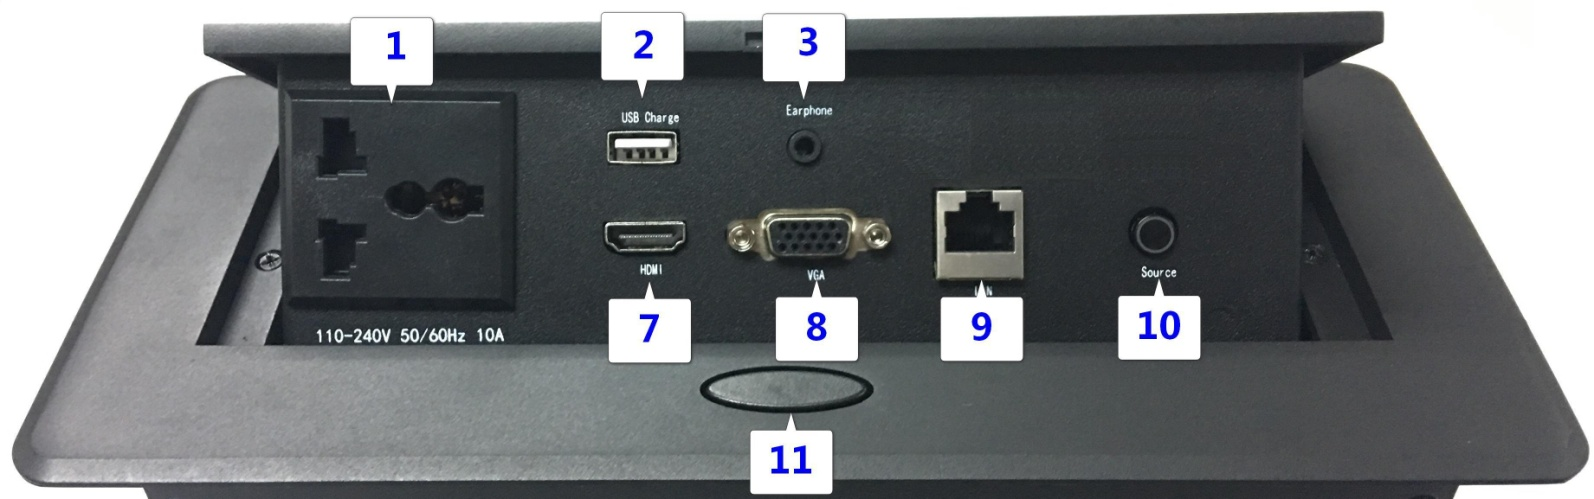 1
2
3
USB Charge
Earphone
HDMI
VGA
Source
110-240V 50/60Hz 10A
7
8
9
10
11